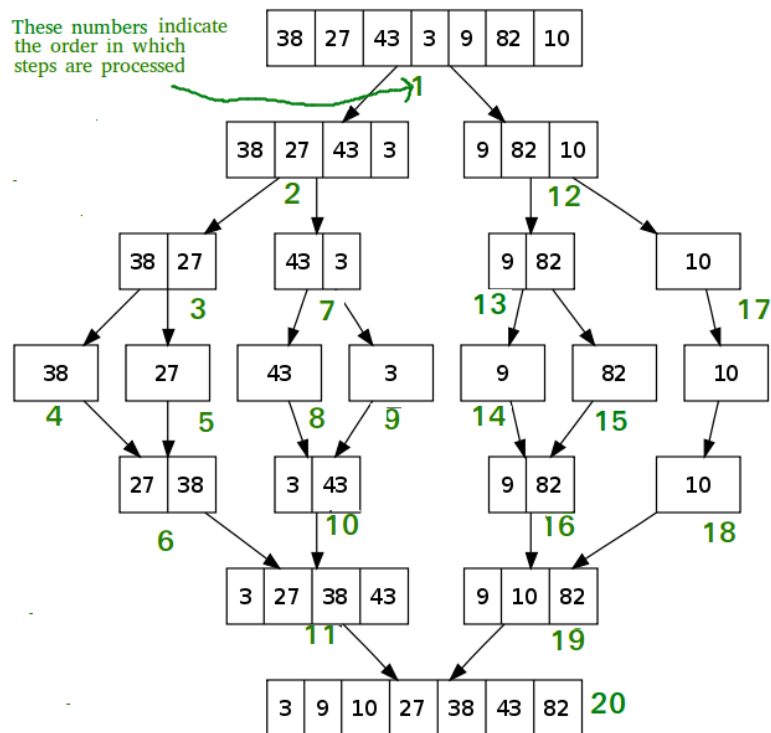 These numbers indicate
the order in which
steps are processed
38 27 43 3 9 82 10
1
38 27 43 3 9 82 10
2 12
38 27 43 3 9 82 10
3 7 13 17
38 27 43 3 9 82 10
4 5 8 9 14 15
27 38 3 43 9 82 10
6 10 16 18
3 27 38 43 9 10 82
11 19
3 9 10 27 38 43 82 20